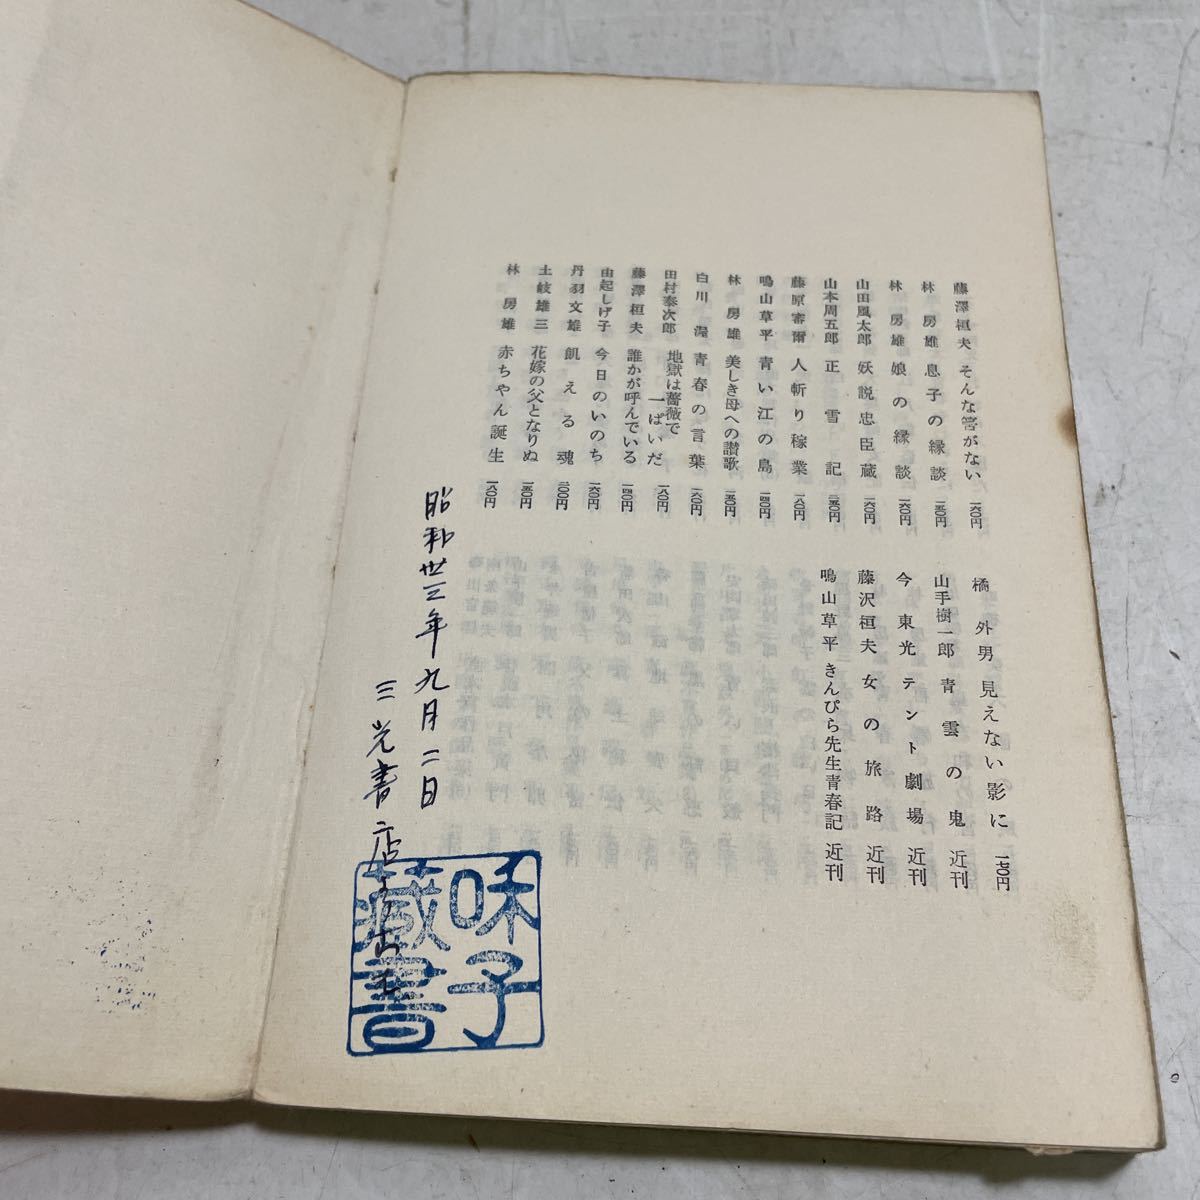 藤澤桓夫 そんな筈がない 一六〇円
林房雄 息子の縁談 一五〇円
林房雄 娘の縁談 一六〇円
山田風太郎 妖説忠臣蔵 一六〇円
山本周五郎 正雪記 二五〇円
藤原審爾 人斬り稼業 一八〇円
鳴山草平 青い江の島 一四〇円
林房雄 美しき母への讃歌 一五〇円
白川渥 青春の言葉 一六〇円
田村泰次郎 地獄は薔薇で一ぱいだ 一八〇円
藤澤桓夫 誰かが呼んでいる 一四〇円
由起しげ子 今日のいのち 一六〇円
丹羽文雄 飢える魂 二〇〇円
土岐雄三 花嫁の父となりぬ 一五〇円
林房雄 赤ちゃん誕生 一八〇円
橘外男 見えない影に 一七〇円
山手樹一郎 青雲の鬼 近刊
今東光 テント劇場 近刊
藤沢桓夫 女の旅路 近刊
鳴山草平 きんぴら先生青春記 近刊
昭和卅三年九月二日
三光書店
味子
蔵書